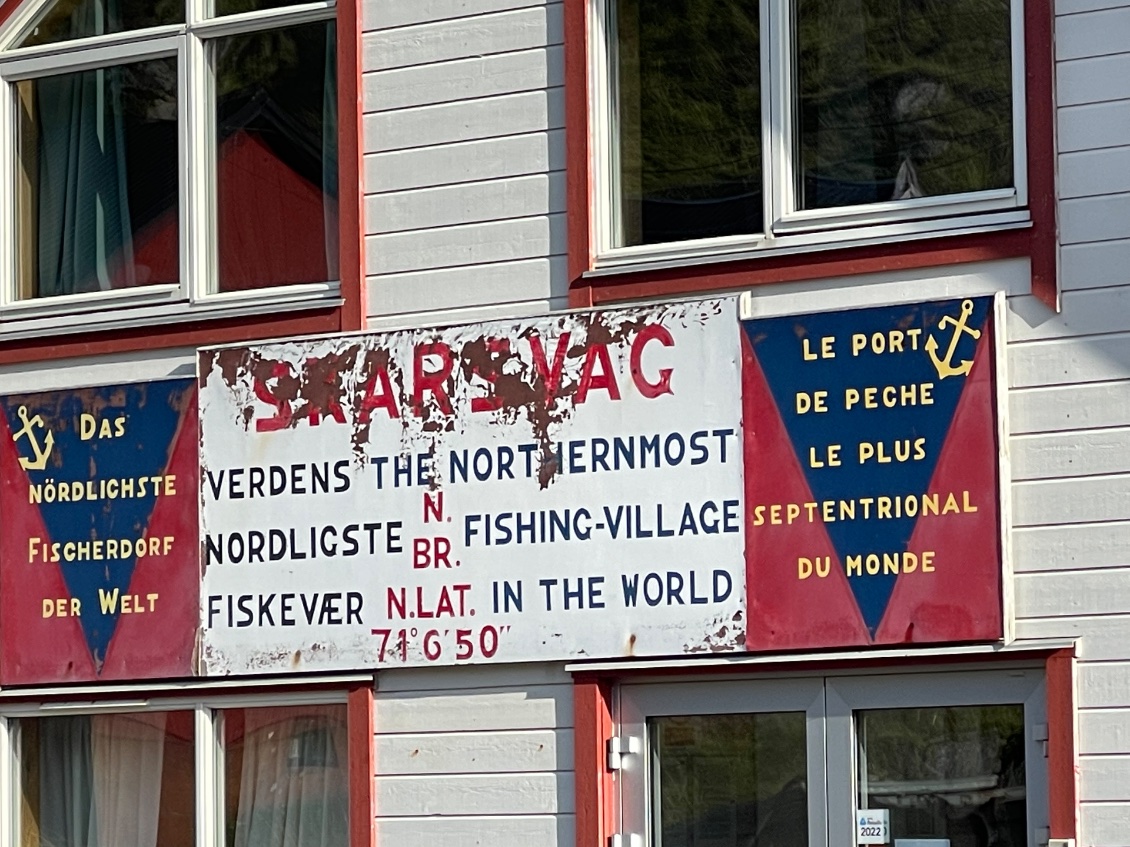 Das
nördlichste
Fischerdorf
der Welt
SKARSVAG
VERDENS THE NORTHERNMOST
NORDLIGSTE N. BR. FISHING-VILLAGE
FISKEVÆR N.LAT. IN THE WORLD
71°6'50"
LE PORT
DE PECHE
LE PLUS
SEPTENTRIONAL
DU MONDE
2022